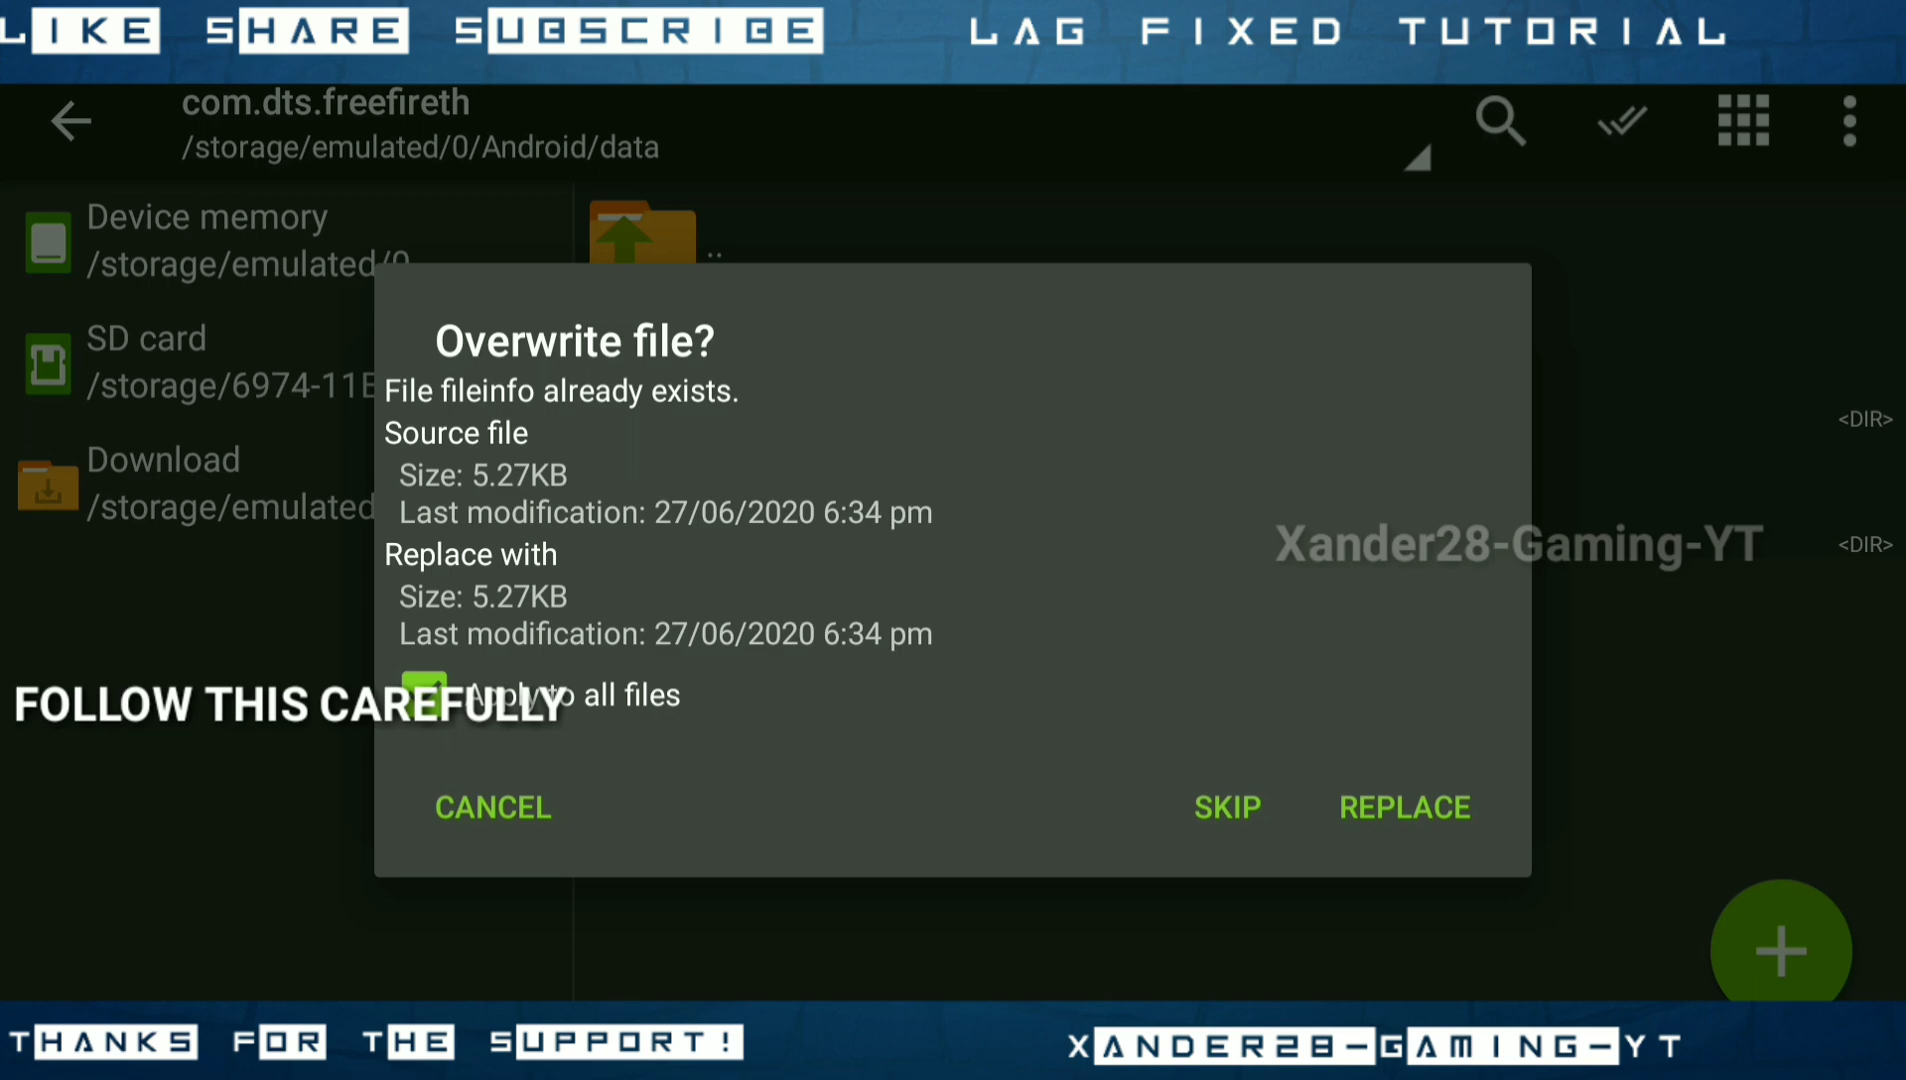 LIKE SHARE SUBSCRIBE
LAG FIXED TUTORIAL
com.dts.freefireth
/storage/emulated/0/Android/data
Device memory
/storage/emulated/0
..
SD card
/storage/6974-11E
<DIR>
Download
/storage/emulated
<DIR>
Overwrite file?
File fileinfo already exists.
Source file
Size: 5.27KB
Last modification: 27/06/2020 6:34 pm
Replace with
Size: 5.27KB
Last modification: 27/06/2020 6:34 pm
Xander28-Gaming-YT
FOLLOW THIS CAREFULLY
Apply to all files
CANCEL
SKIP
REPLACE
THANKS FOR THE SUPPORT!
XANDER28-GAMING-YT